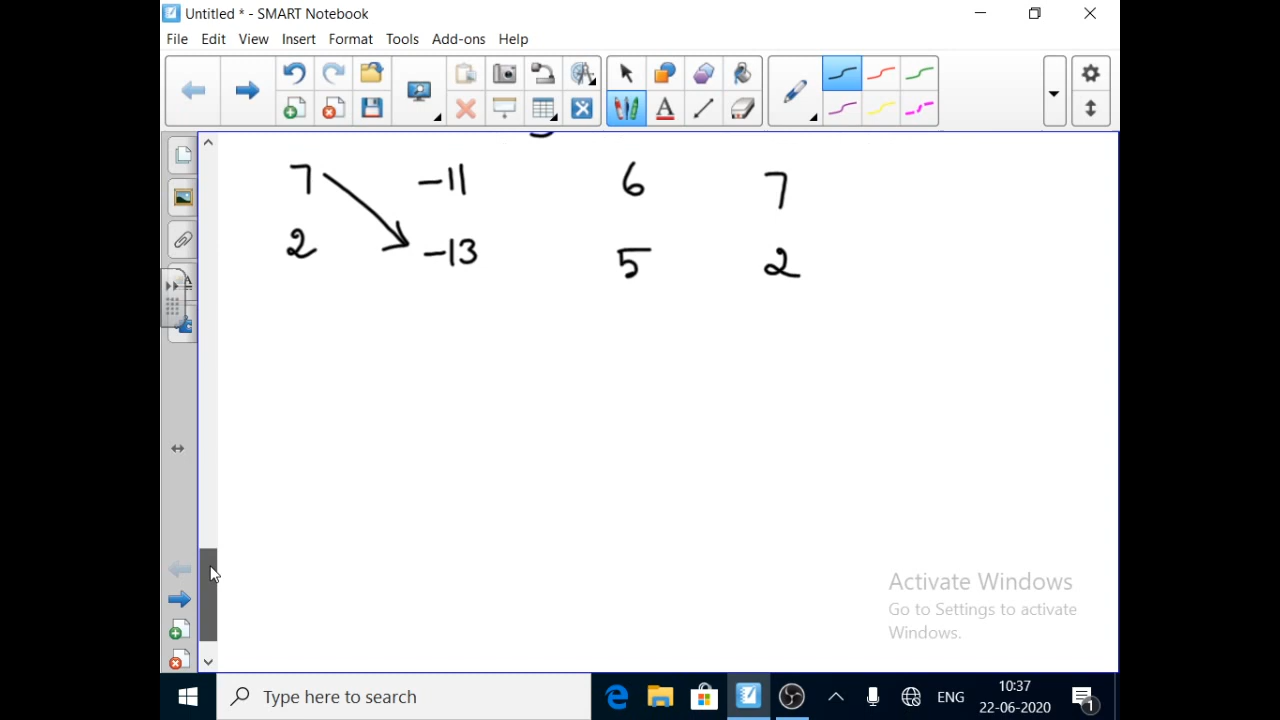 Untitled * - SMART Notebook
File Edit View Insert Format Tools Add-ons Help
7 -11 6 7
2 -13 5 2
Activate Windows
Go to Settings to activate
Windows.
Type here to search
ENG
10:37
22-06-2020
1